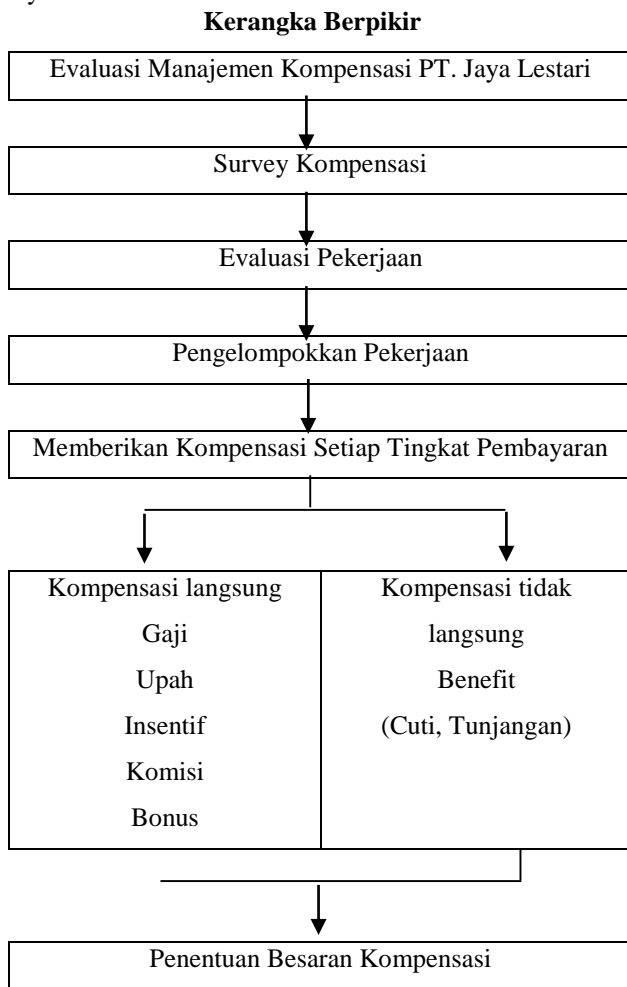 Kerangka Berpikir
Evaluasi Manajemen Kompensasi PT. Jaya Lestari
Survey Kompensasi
Evaluasi Pekerjaan
Pengelompokkan Pekerjaan
Memberikan Kompensasi Setiap Tingkat Pembayaran
Kompensasi langsung
Gaji
Upah
Insentif
Komisi
Bonus
Kompensasi tidak
langsung
Benefit
(Cuti, Tunjangan)
Penentuan Besaran Kompensasi